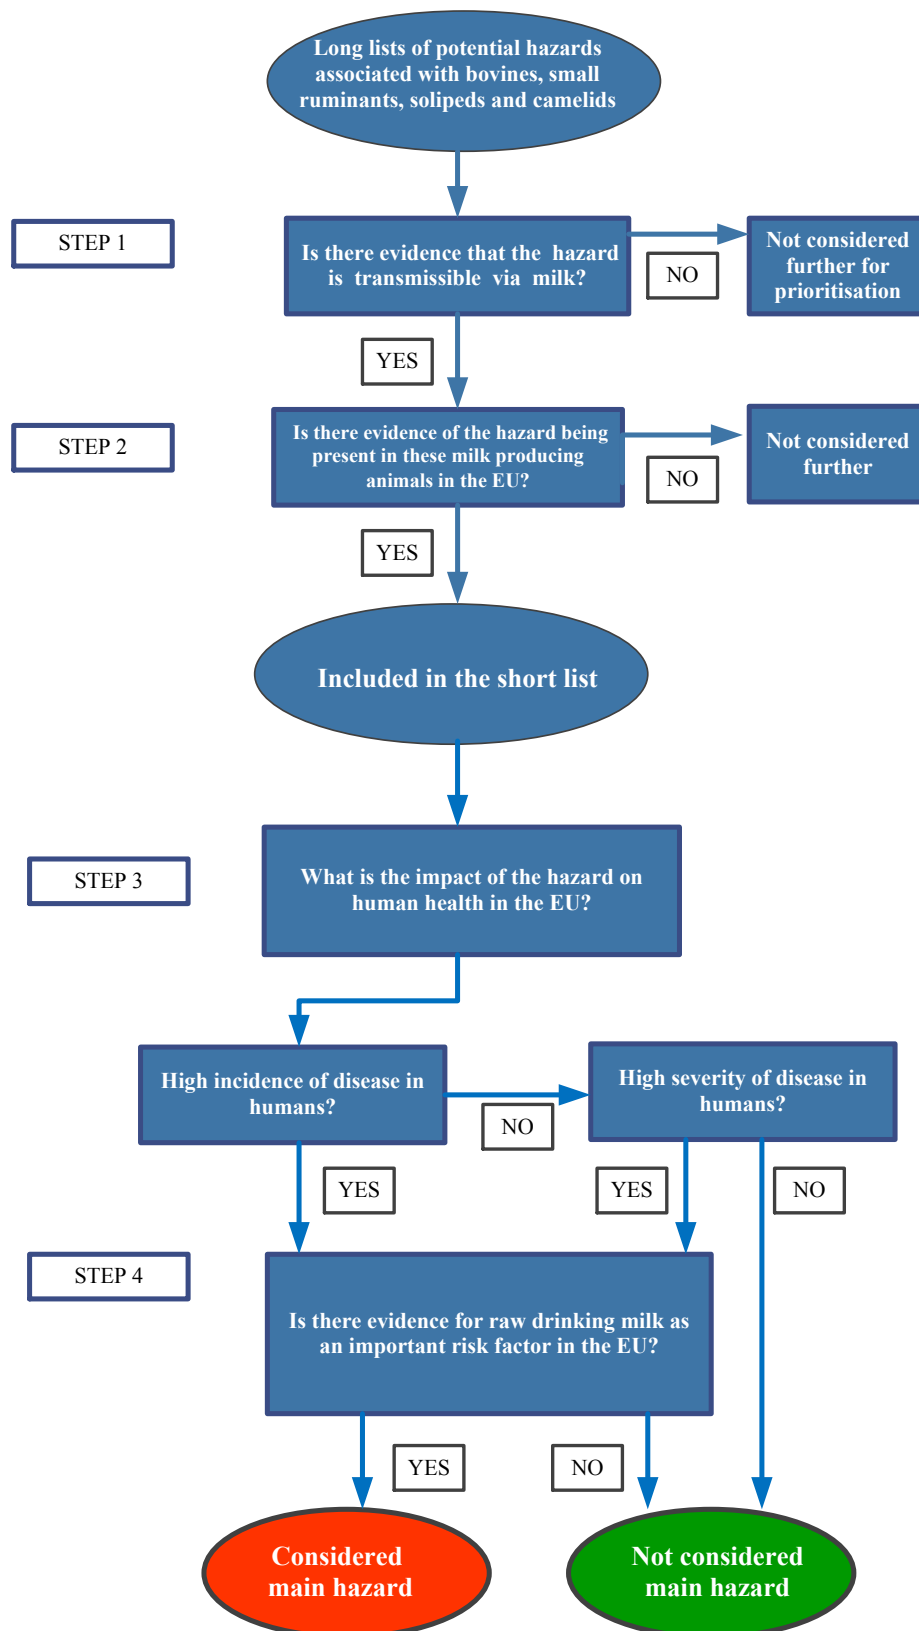 Long lists of potential hazards
associated with bovines, small
ruminants, solipeds and camelids
STEP 1
Is there evidence that the hazard
is transmissible via milk?
NO
Not considered
further for
prioritisation
YES
STEP 2
Is there evidence of the hazard being
present in these milk producing
animals in the EU?
NO
Not considered
further
YES
Included in the short list
STEP 3
What is the impact of the hazard on
human health in the EU?
High incidence of disease in
humans?
NO
High severity of disease in
humans?
YES
YES
NO
STEP 4
Is there evidence for raw drinking milk as
an important risk factor in the EU?
YES
NO
Considered
main hazard
Not considered
main hazard